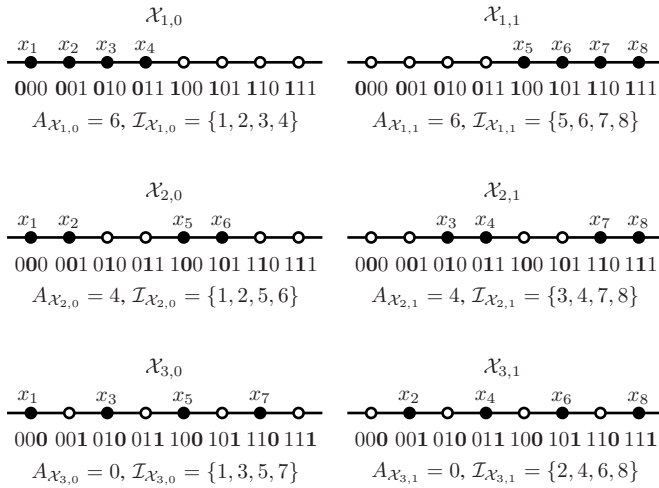 𝒳₁,₀ 𝒳₁,₁
x₁ x₂ x₃ x₄ x₅ x₆ x₇ x₈
000 001 010 011 100 101 110 111 000 001 010 011 100 101 110 111
A𝒳₁,₀ = 6, ℐ𝒳₁,₀ = {1, 2, 3, 4} A𝒳₁,₁ = 6, ℐ𝒳₁,₁ = {5, 6, 7, 8}
𝒳₂,₀ 𝒳₂,₁
x₁ x₂ x₅ x₆ x₃ x₄ x₇ x₈
000 001 010 011 100 101 110 111 000 001 010 011 100 101 110 111
A𝒳₂,₀ = 4, ℐ𝒳₂,₀ = {1, 2, 5, 6} A𝒳₂,₁ = 4, ℐ𝒳₂,₁ = {3, 4, 7, 8}
𝒳₃,₀ 𝒳₃,₁
x₁ x₃ x₅ x₇ x₂ x₄ x₆ x₈
000 001 010 011 100 101 110 111 000 001 010 011 100 101 110 111
A𝒳₃,₀ = 0, ℐ𝒳₃,₀ = {1, 3, 5, 7} A𝒳₃,₁ = 0, ℐ𝒳₃,₁ = {2, 4, 6, 8}